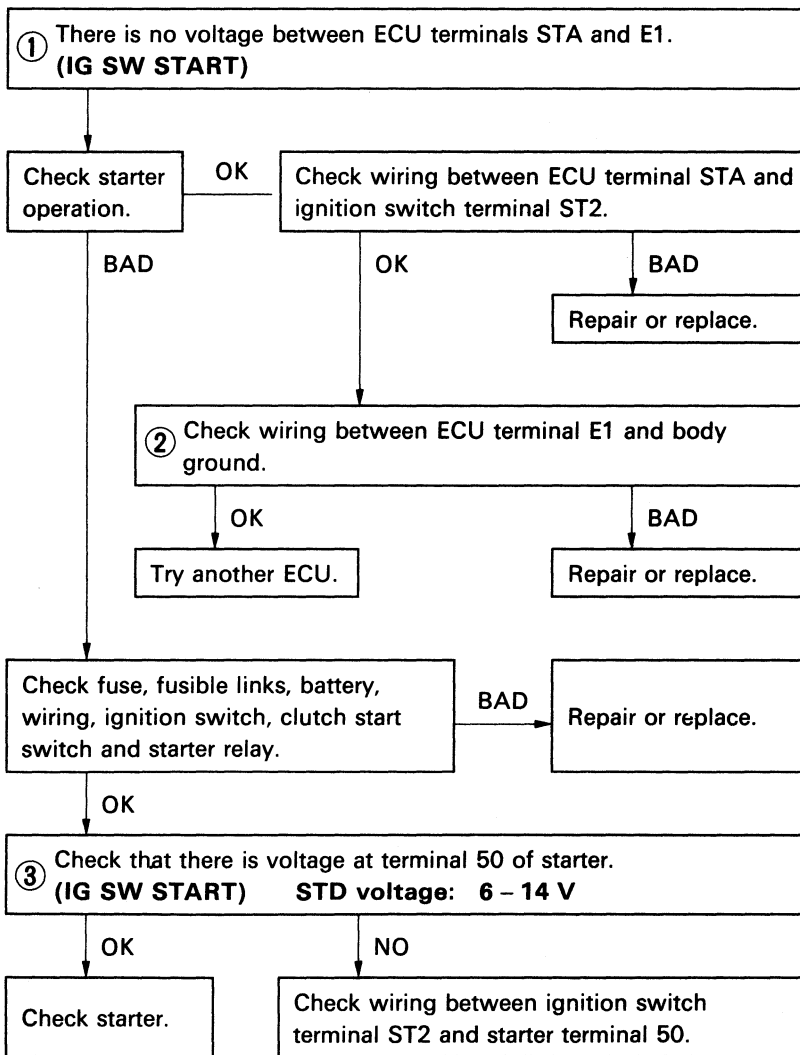 ① There is no voltage between ECU terminals STA and E1.
(IG SW START)
Check starter
operation.
OK
Check wiring between ECU terminal STA and
ignition switch terminal ST2.
BAD
OK
BAD
Repair or replace.
② Check wiring between ECU terminal E1 and body
ground.
OK
BAD
Try another ECU.
Repair or replace.
Check fuse, fusible links, battery,
wiring, ignition switch, clutch start
switch and starter relay.
BAD
Repair or replace.
OK
③ Check that there is voltage at terminal 50 of starter.
(IG SW START) STD voltage: 6 – 14 V
OK
NO
Check starter.
Check wiring between ignition switch
terminal ST2 and starter terminal 50.